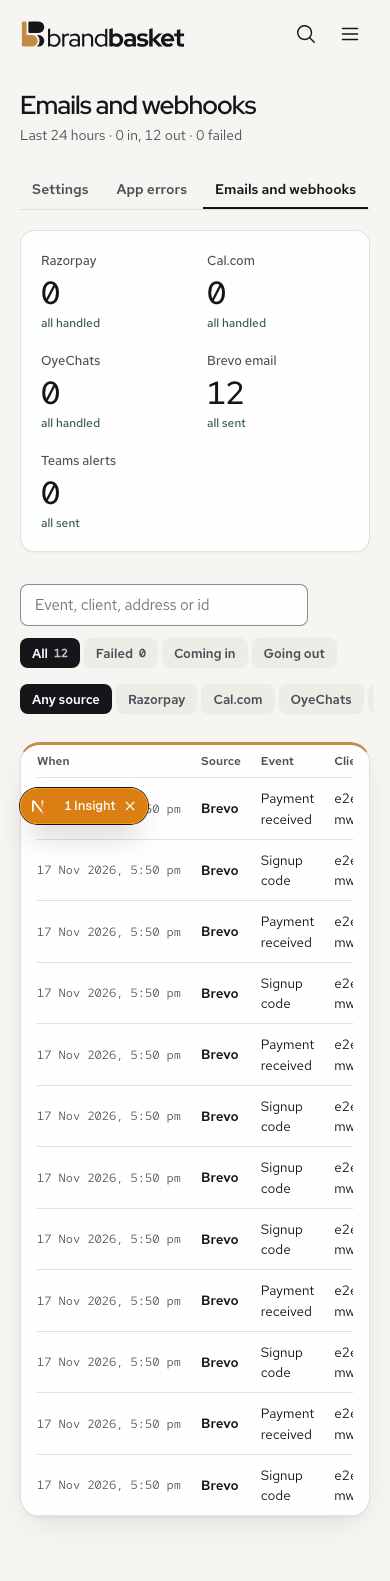 brandbasket
Emails and webhooks
Last 24 hours · 0 in, 12 out · 0 failed
Settings App errors Emails and webhooks
Razorpay Cal.com
0 0
all handled all handled
OyeChats Brevo email
0 12
all handled all sent
Teams alerts
0
all sent
Event, client, address or id
All 12 Failed 0 Coming in Going out
Any source Razorpay Cal.com OyeChats
When Source Event
1 Insight 50 pm Brevo Payment
received
17 Nov 2026, 5:50 pm Brevo Signup
code
17 Nov 2026, 5:50 pm Brevo Payment
received
17 Nov 2026, 5:50 pm Brevo Signup
code
17 Nov 2026, 5:50 pm Brevo Payment
received
17 Nov 2026, 5:50 pm Brevo Signup
code
17 Nov 2026, 5:50 pm Brevo Signup
code
17 Nov 2026, 5:50 pm Brevo Signup
code
17 Nov 2026, 5:50 pm Brevo Payment
received
17 Nov 2026, 5:50 pm Brevo Signup
code
17 Nov 2026, 5:50 pm Brevo Payment
received
17 Nov 2026, 5:50 pm Brevo Signup
code